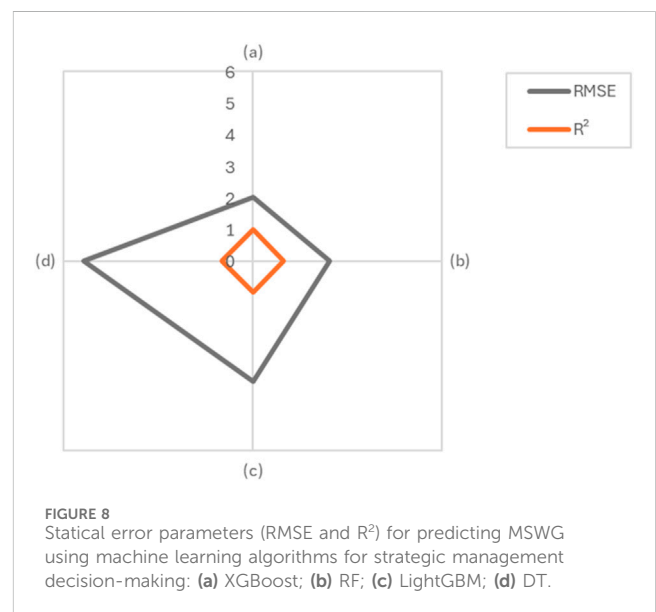 (a)
6
5
4
3
2
1
0
(d)
(b)
(c)
RMSE
R²
FIGURE 8
Statical error parameters (RMSE and R²) for predicting MSWG
using machine learning algorithms for strategic management
decision-making: (a) XGBoost; (b) RF; (c) LightGBM; (d) DT.